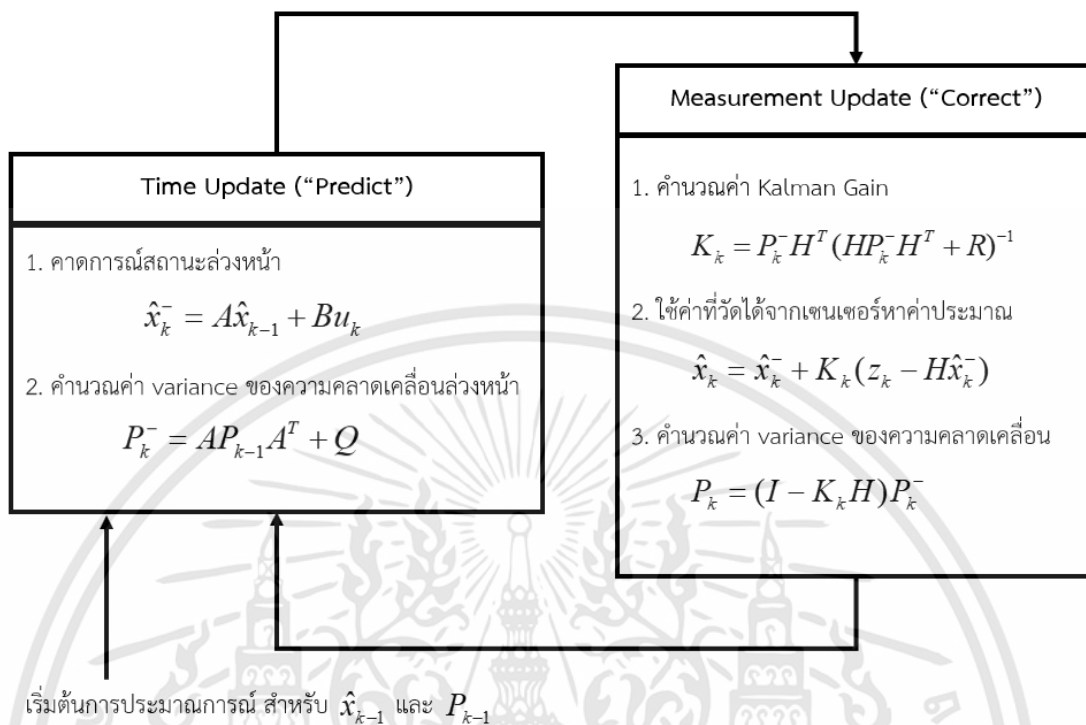 Time Update (“Predict”)
1. คาดการณ์สถานะล่วงหน้า
$\hat{x}_k^- = A\hat{x}_{k-1} + Bu_k$
2. คำนวณค่า variance ของความคลาดเคลื่อนล่วงหน้า
$P_k^- = AP_{k-1}A^T + Q$
Measurement Update (“Correct”)
1. คำนวณค่า Kalman Gain
$K_k = P_k^- H^T (HP_k^- H^T + R)^{-1}$
2. ใช้ค่าที่วัดได้จากเซนเซอร์หาค่าประมาณ
$\hat{x}_k = \hat{x}_k^- + K_k(z_k - H\hat{x}_k^-)$
3. คำนวณค่า variance ของความคลาดเคลื่อน
$P_k = (I - K_k H)P_k^-$
เริ่มต้นการประมาณการณ์ สำหรับ $\hat{x}_{k-1}$ และ $P_{k-1}$